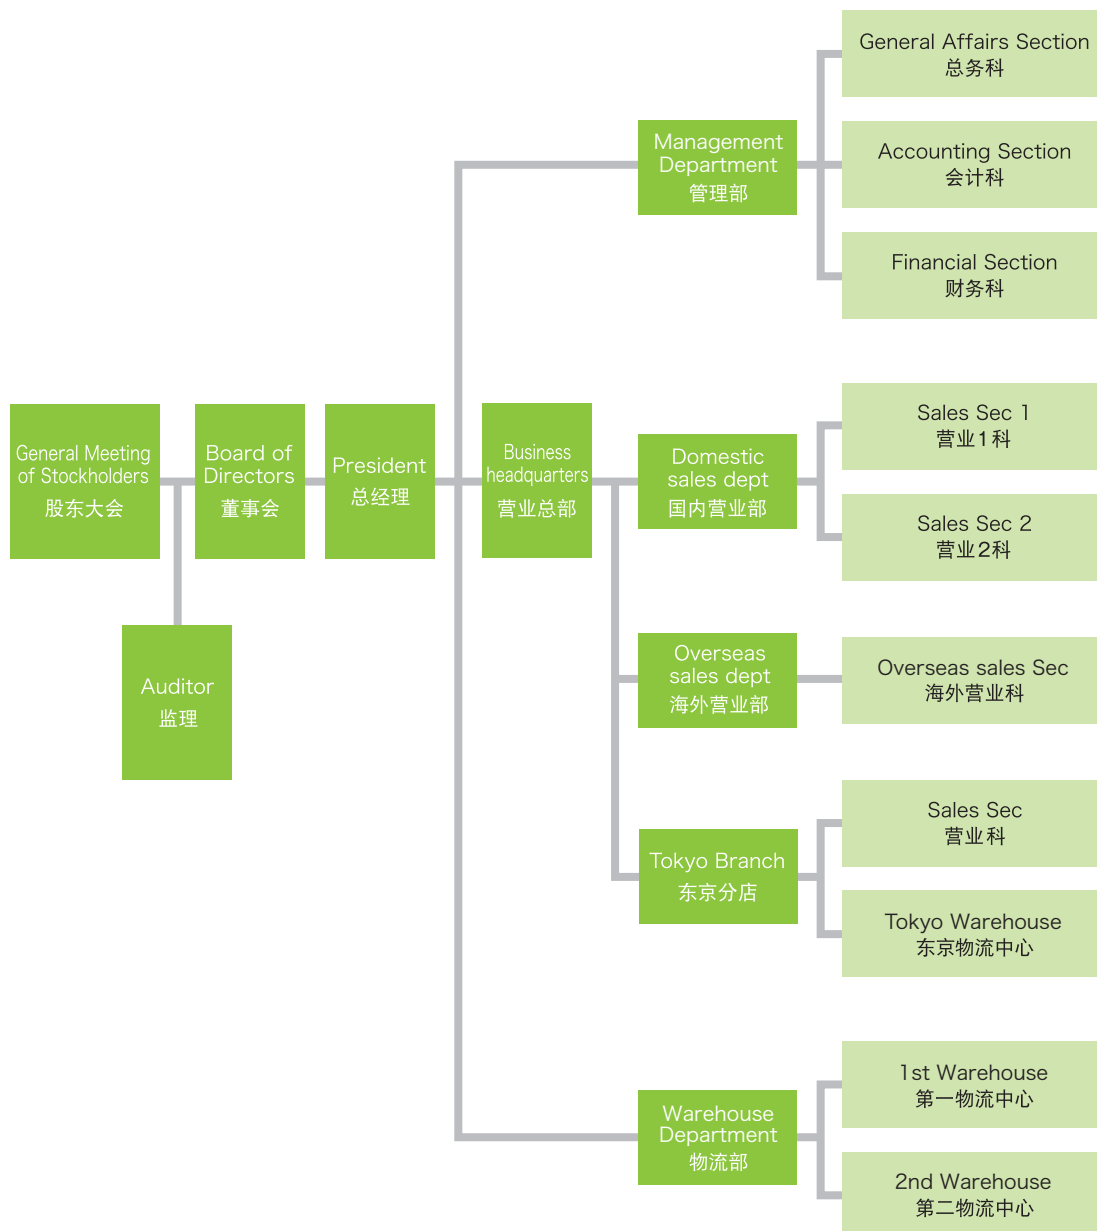 General Meeting
of Stockholders
股东大会
Auditor
监理
Board of
Directors
董事会
President
总经理
Management
Department
管理部
General Affairs Section
总务科
Accounting Section
会计科
Financial Section
财务科
Business
headquarters
营业总部
Domestic
sales dept
国内营业部
Sales Sec 1
营业1科
Sales Sec 2
营业2科
Overseas
sales dept
海外营业部
Overseas sales Sec
海外营业科
Tokyo Branch
东京分店
Sales Sec
营业科
Tokyo Warehouse
东京物流中心
Warehouse
Department
物流部
1st Warehouse
第一物流中心
2nd Warehouse
第二物流中心